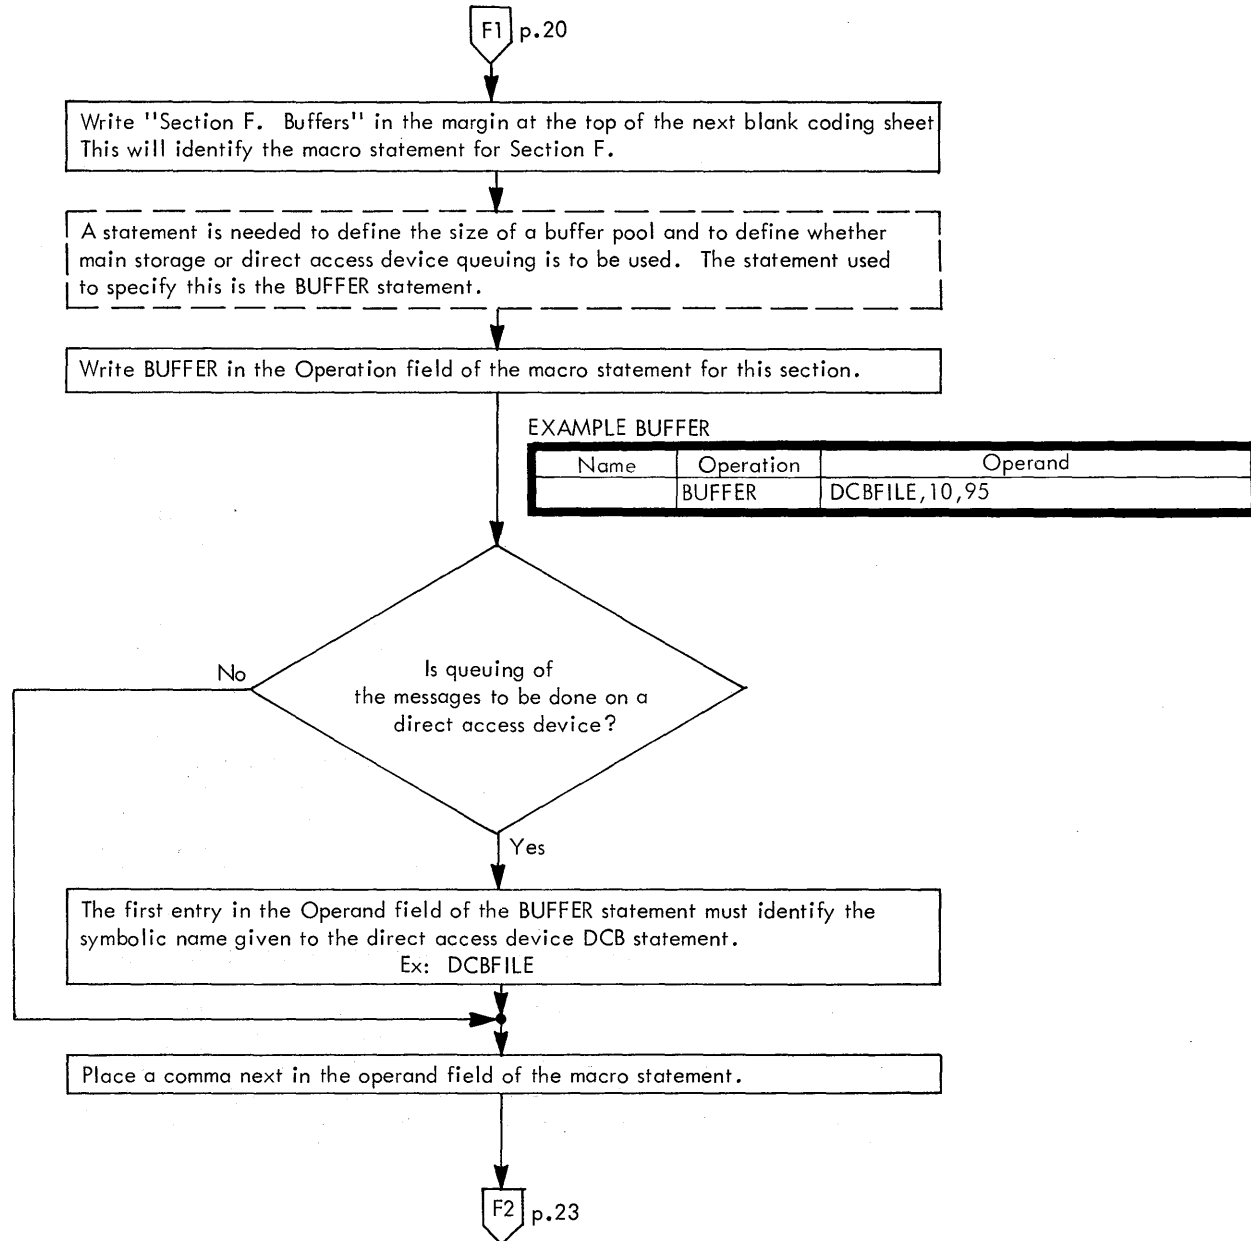 F1 p.20
Write "Section F. Buffers" in the margin at the top of the next blank coding sheet
This will identify the macro statement for Section F.
A statement is needed to define the size of a buffer pool and to define whether
main storage or direct access device queuing is to be used. The statement used
to specify this is the BUFFER statement.
Write BUFFER in the Operation field of the macro statement for this section.
EXAMPLE BUFFER
Name Operation Operand
BUFFER DCBFILE,10,95
No
Is queuing of
the messages to be done on a
direct access device?
Yes
The first entry in the Operand field of the BUFFER statement must identify the
symbolic name given to the direct access device DCB statement.
Ex: DCBFILE
Place a comma next in the operand field of the macro statement.
F2 p.23